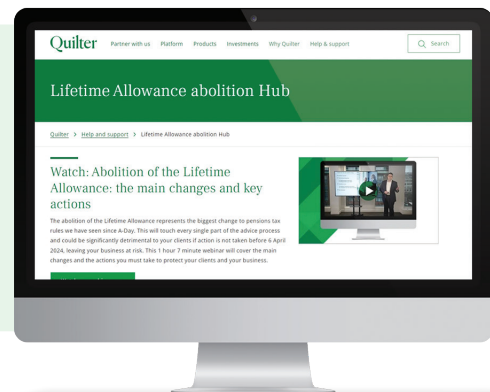 Quilter
Partner with us Platform Products Investments Why Quilter Help & support Search
Lifetime Allowance abolition Hub
Quilter > Help and support > Lifetime Allowance abolition Hub
Watch: Abolition of the Lifetime
Allowance: the main changes and key
actions
The abolition of the Lifetime Allowance represents the biggest change to pensions tax
rules we have seen since A-Day. This will touch every single part of the advice process
and could be significantly detrimental to your clients if action is not taken before 6 April
2024, leaving your business at risk. This 1 hour 7 minute webinar will cover the main
changes and the actions you must take to protect your clients and your business.